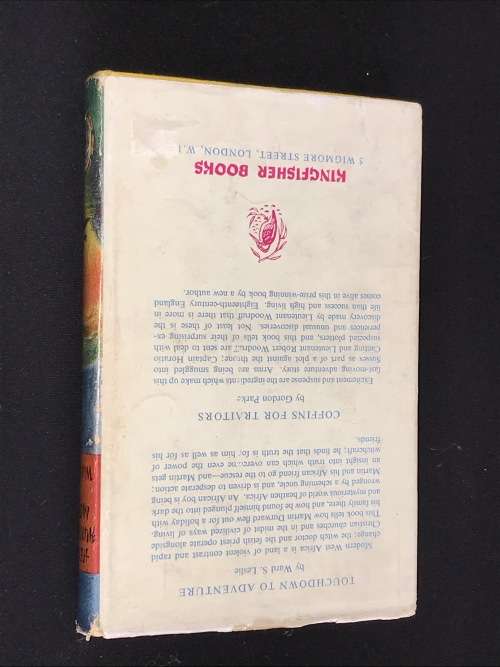 TOUCHDOWN TO ADVENTURE
by Ward S. Leslie
Modern West Africa is a land of violent contrast and rapid
change: the witch doctor and the fetish priest operate alongside
Christian churches and in the midst of civilized ways of living.
This book tells how Martin Durward flew out for a holiday with
his family there, and how he found himself plunged into the dark
and mysterious world of heathen Africa. An African boy is being
wronged by a scheming uncle, and is driven to desperate action;
Martin and his African friend go to the rescue—and Martin gets
an insight into truth which can overcome even the power of
witchcraft; he finds that the truth is for him as well as for his
friends.
COFFINS FOR TRAITORS
by Gordon Parke
Excitement and suspense are the ingredients which make up this
fast-moving adventure story. Arms are being smuggled into
Sussex as part of a plot against the throne; Captain Horatio
and Lieutenant Robert Woodruff are sent to deal with
suspected plotters, and this book tells of their surprising ex-
periences and unusual discoveries. Not least of these is the
discovery made by Lieutenant Woodruff that there is more in
life than success and high living. Eighteenth-century England
comes alive in this prize-winning book by a new author.
KINGFISHER BOOKS
5 WIGMORE STREET, LONDON, W.1